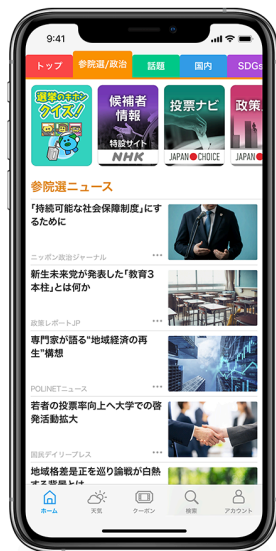 9:41
トップ
参院選/政治
話題
国内
SDGs
選挙のキホン
クイズ!
候補者
情報
特設サイト
NHK
投票ナビ
JAPAN CHOICE
政策
JAPAN
参院選ニュース
「持続可能な社会保障制度」にす
るために
ニッポン政治ジャーナル
新生未来党が発表した「教育3
本柱」とは何か
政策レポートJP
専門家が語る“地域経済の再
生”構想
POLINETニュース
若者の投票率向上へ大学での啓
発活動拡大
国民デイリープレス
地域格差是正を巡り論戦が白熱
する背景とは
ホーム
天気
クーポン
検索
アカウント